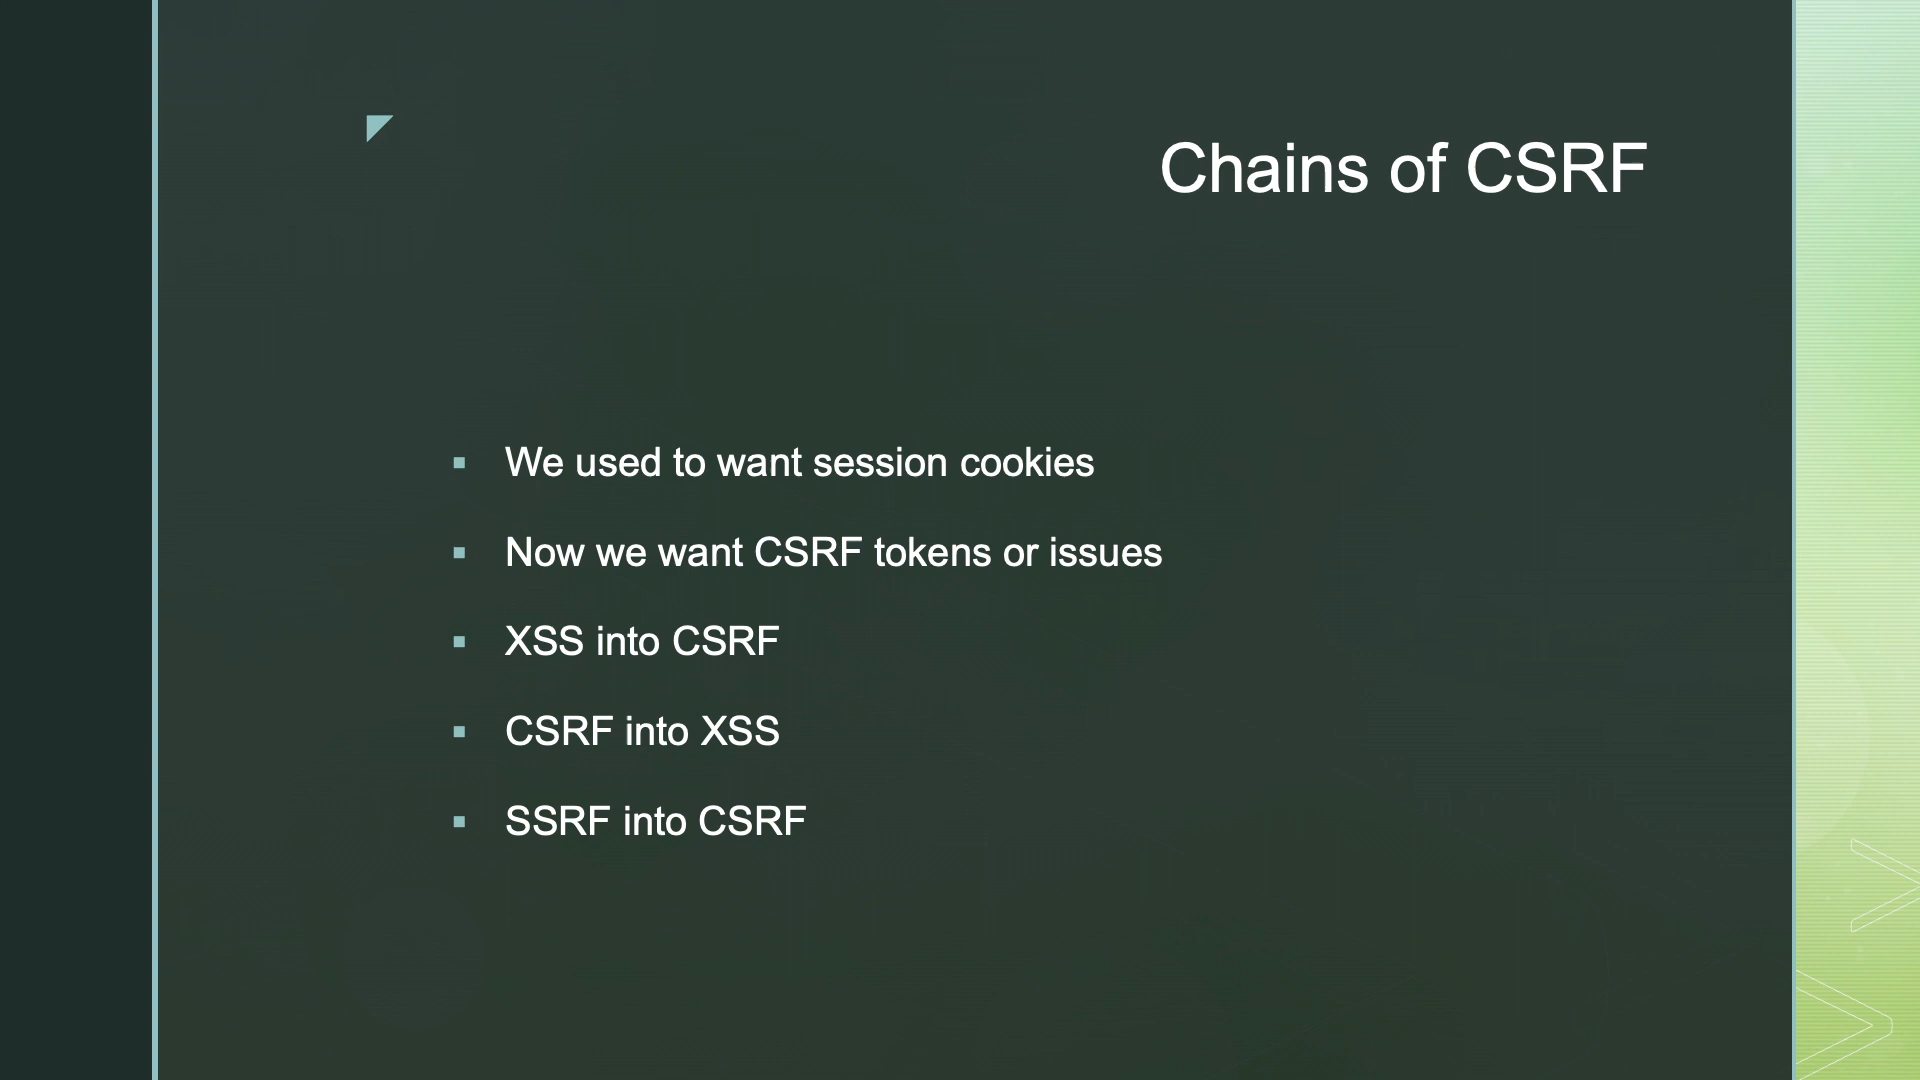 Chains of CSRF
We used to want session cookies
Now we want CSRF tokens or issues
XSS into CSRF
CSRF into XSS
SSRF into CSRF